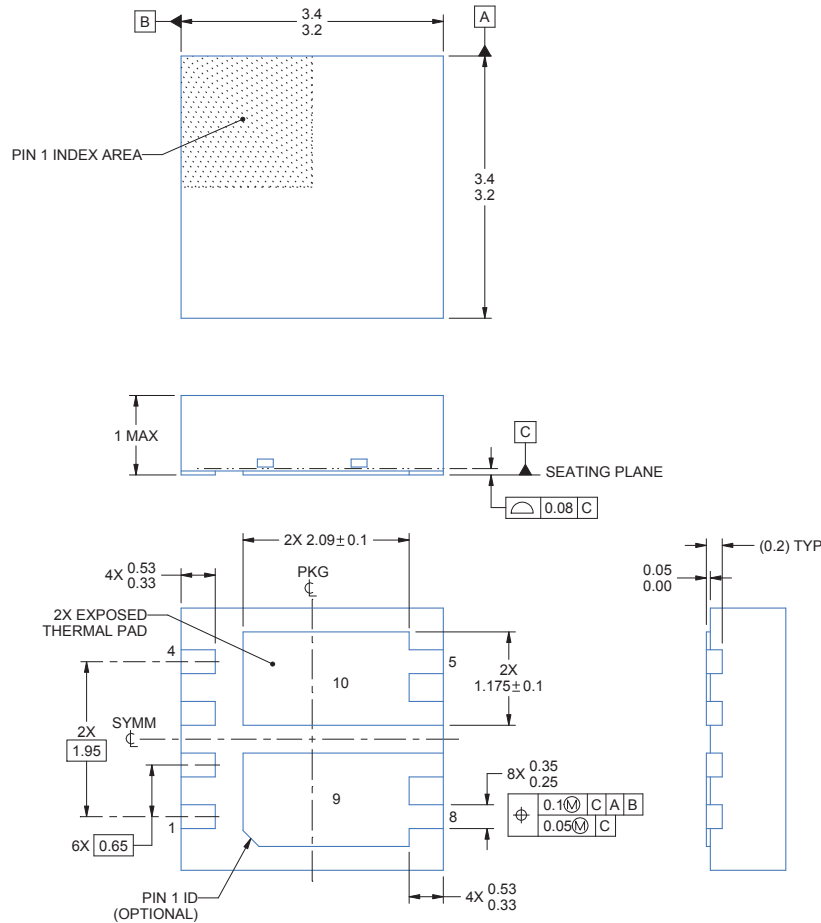 B
3.4
3.2
A
PIN 1 INDEX AREA
3.4
3.2
1 MAX
C
SEATING PLANE
⌓ 0.08 C
2X 2.09±0.1
4X 0.53
0.33
PKG
℄
(0.2) TYP
0.05
0.00
2X EXPOSED
THERMAL PAD
4
5
10
2X
1.175±0.1
SYMM
℄
2X
1.95
9
8X 0.35
0.25
⌖ 0.1Ⓜ C A B
0.05Ⓜ C
1
8
6X 0.65
PIN 1 ID
(OPTIONAL)
4X 0.53
0.33